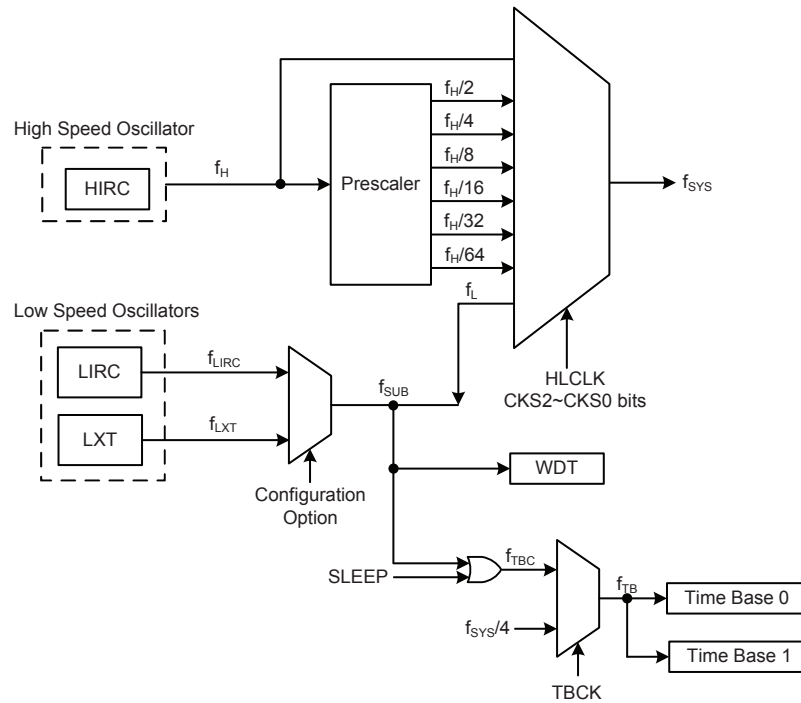 High Speed Oscillator
HIRC
fH
Prescaler
fH/2
fH/4
fH/8
fH/16
fH/32
fH/64
fL
fSYS
HLCLK
CKS2~CKS0 bits
Low Speed Oscillators
LIRC
fLIRC
LXT
fLXT
fSUB
Configuration
Option
WDT
SLEEP
fTBC
fSYS/4
TBCK
fTB
Time Base 0
Time Base 1